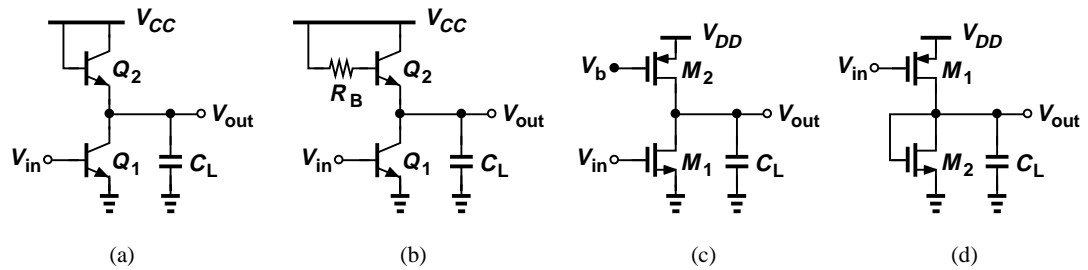 V_CC
Q_2
V_out
V_in
Q_1
C_L
(a)
V_CC
Q_2
R_B
V_out
V_in
Q_1
C_L
(b)
V_DD
V_b
M_2
V_out
V_in
M_1
C_L
(c)
V_DD
V_in
M_1
V_out
M_2
C_L
(d)